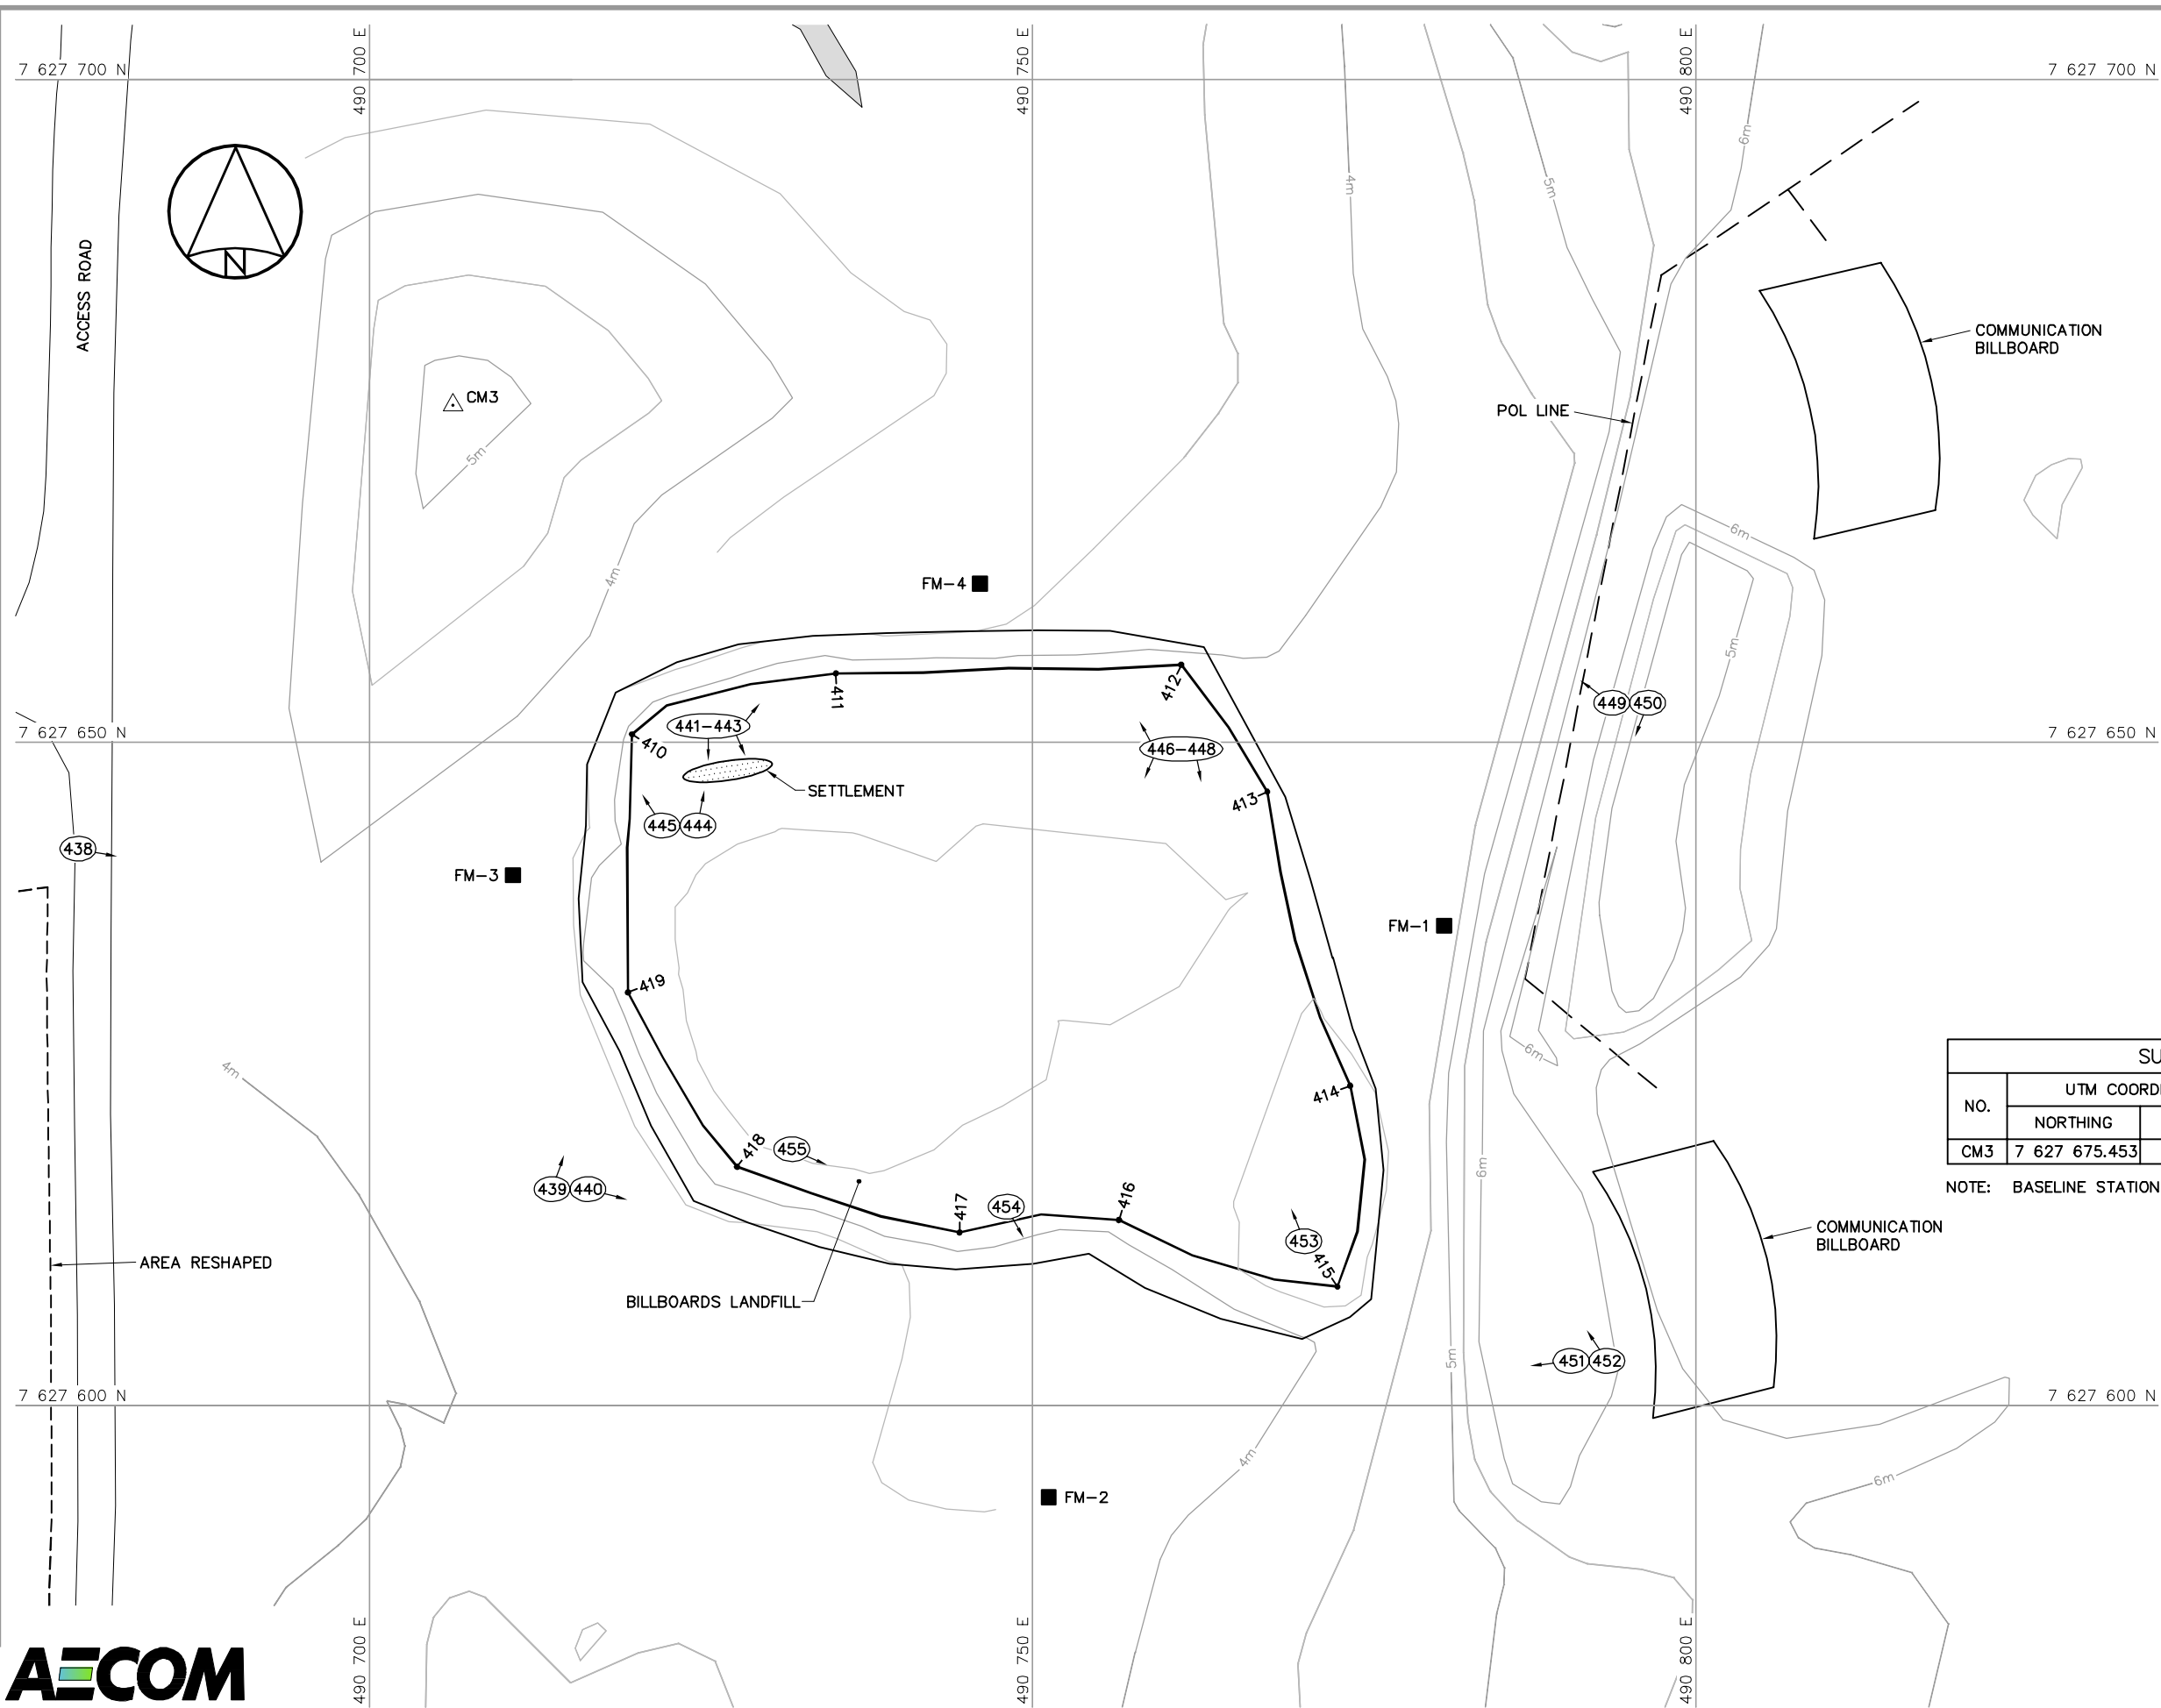 490 700 E
490 750 E
490 800 E
7 627 700 N
7 627 700 N
6m
5m
4m
ACCESS ROAD
N
COMMUNICATION
BILLBOARD
CM3
POL LINE
5m
6m
FM-4
4m
5m
411
412
449
450
441-443
7 627 650 N
410
446-448
7 627 650 N
SETTLEMENT
413
445
444
438
FM-3
FM-1
419
6m
4m
414
SU
NO.
UTM COORD
NORTHING
CM3
7 627 675.453
NOTE: BASELINE STATION
418
455
6m
439
440
416
454
417
453
COMMUNICATION
BILLBOARD
AREA RESHAPED
415
BILLBOARDS LANDFILL
5m
451
452
7 627 600 N
7 627 600 N
4m
6m
FM-2
490 700 E
490 750 E
490 800 E
AECOM